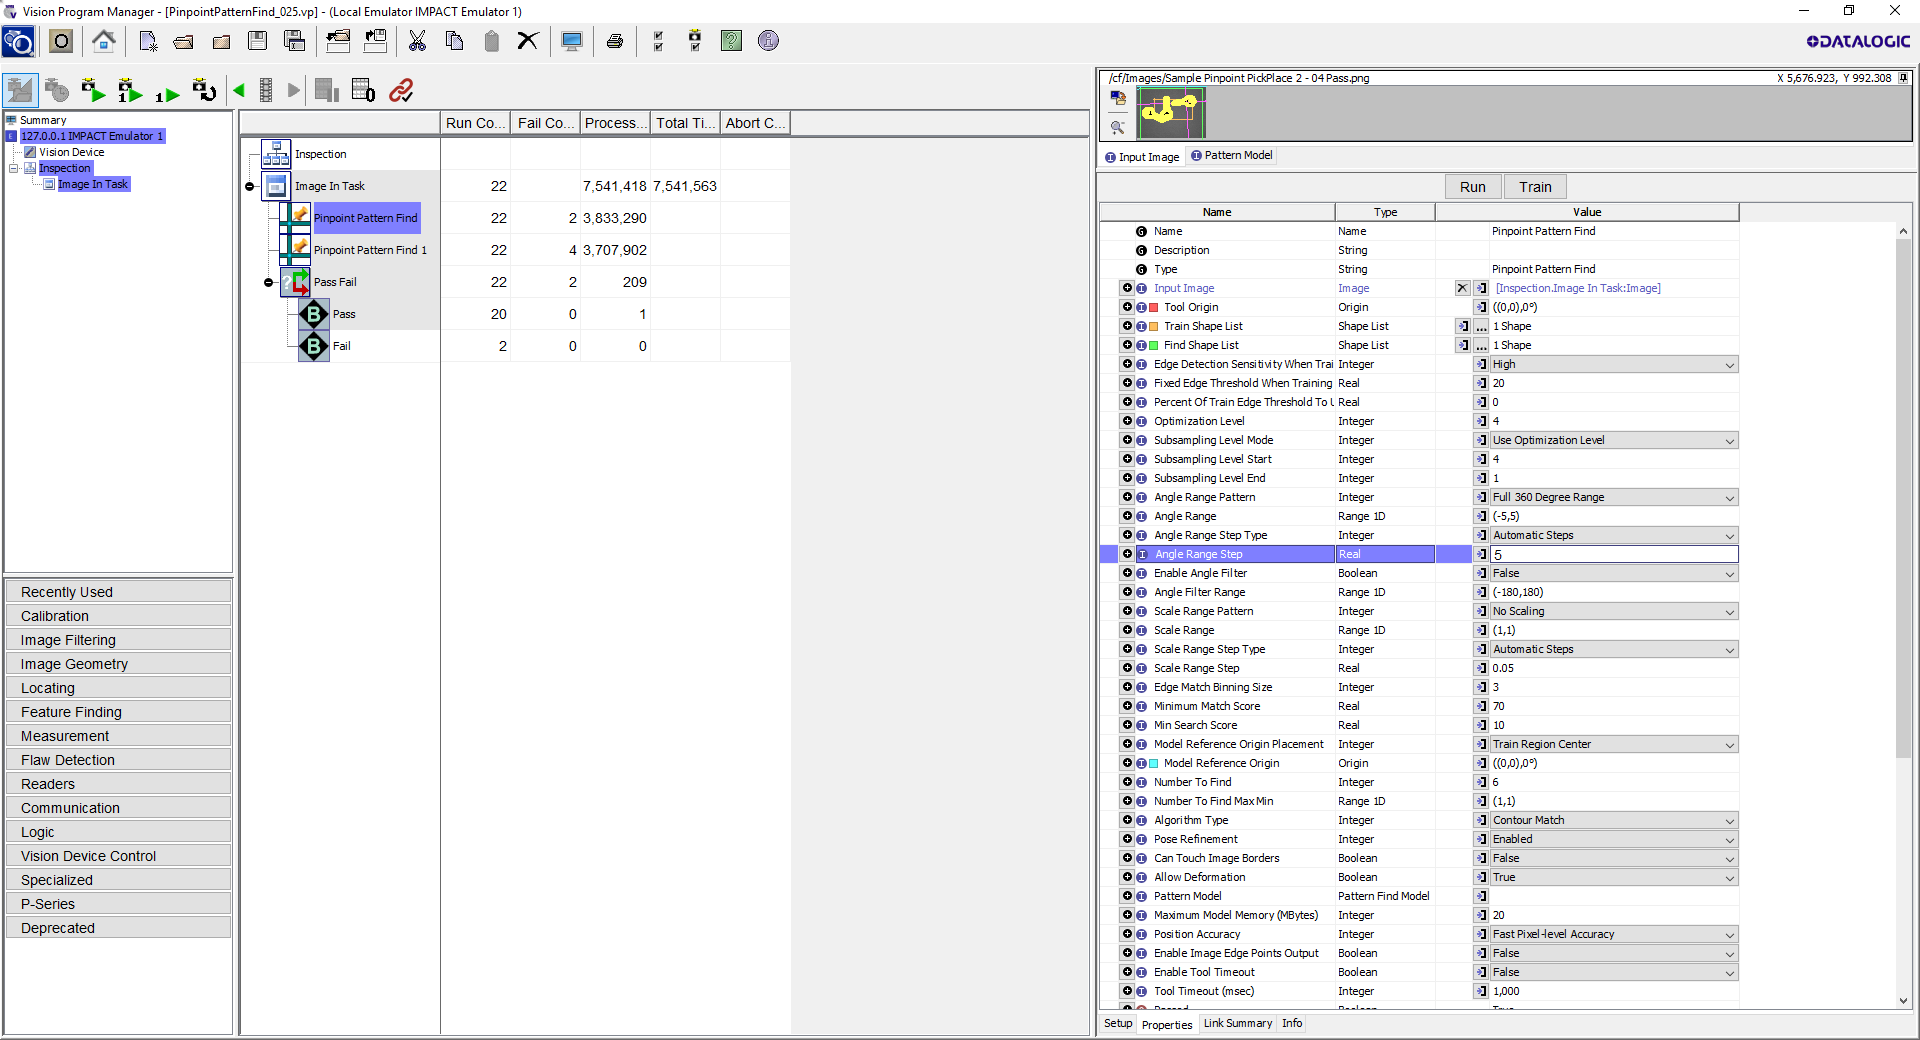 Vision Program Manager - [PinpointPatternFind_025.vp] - (Local Emulator IMPACT Emulator 1)
DATALOGIC
Summary
127.0.0.1 IMPACT Emulator 1
Vision Device
Inspection
Image In Task
Recently Used
Calibration
Image Filtering
Image Geometry
Locating
Feature Finding
Measurement
Flaw Detection
Readers
Communication
Logic
Vision Device Control
Specialized
P-Series
Deprecated
Run Co... Fail Co... Process... Total Ti... Abort C...
Inspection
Image In Task 22 7,541,418 7,541,563
Pinpoint Pattern Find 22 2 3,833,290
Pinpoint Pattern Find 1 22 4 3,707,902
Pass Fail 22 2 209
B Pass 20 0 1
B Fail 2 0 0
/cf/Images/Sample Pinpoint PickPlace 2 - 04 Pass.png X 5,676.923, Y 992.308
Input Image Pattern Model
Run Train
Name Type Value
Name Name Pinpoint Pattern Find
Description String
Type String Pinpoint Pattern Find
Input Image Image [Inspection.Image In Task:Image]
Tool Origin Origin ((0,0),0°)
Train Shape List Shape List ... 1 Shape
Find Shape List Shape List ... 1 Shape
Edge Detection Sensitivity When Trai Integer High
Fixed Edge Threshold When Training Real 20
Percent Of Train Edge Threshold To U Real 0
Optimization Level Integer 4
Subsampling Level Mode Integer Use Optimization Level
Subsampling Level Start Integer 4
Subsampling Level End Integer 1
Angle Range Pattern Integer Full 360 Degree Range
Angle Range Range 1D (-5,5)
Angle Range Step Type Integer Automatic Steps
Angle Range Step Real 5
Enable Angle Filter Boolean False
Angle Filter Range Range 1D (-180,180)
Scale Range Pattern Integer No Scaling
Scale Range Range 1D (1,1)
Scale Range Step Type Integer Automatic Steps
Scale Range Step Real 0.05
Edge Match Binning Size Integer 3
Minimum Match Score Real 70
Min Search Score Real 10
Model Reference Origin Placement Integer Train Region Center
Model Reference Origin Origin ((0,0),0°)
Number To Find Integer 6
Number To Find Max Min Range 1D (1,1)
Algorithm Type Integer Contour Match
Pose Refinement Integer Enabled
Can Touch Image Borders Boolean False
Allow Deformation Boolean True
Pattern Model Pattern Find Model
Maximum Model Memory (MBytes) Integer 20
Position Accuracy Integer Fast Pixel-level Accuracy
Enable Image Edge Points Output Boolean False
Enable Tool Timeout Boolean False
Tool Timeout (msec) Integer 1,000
Setup Properties Link Summary Info